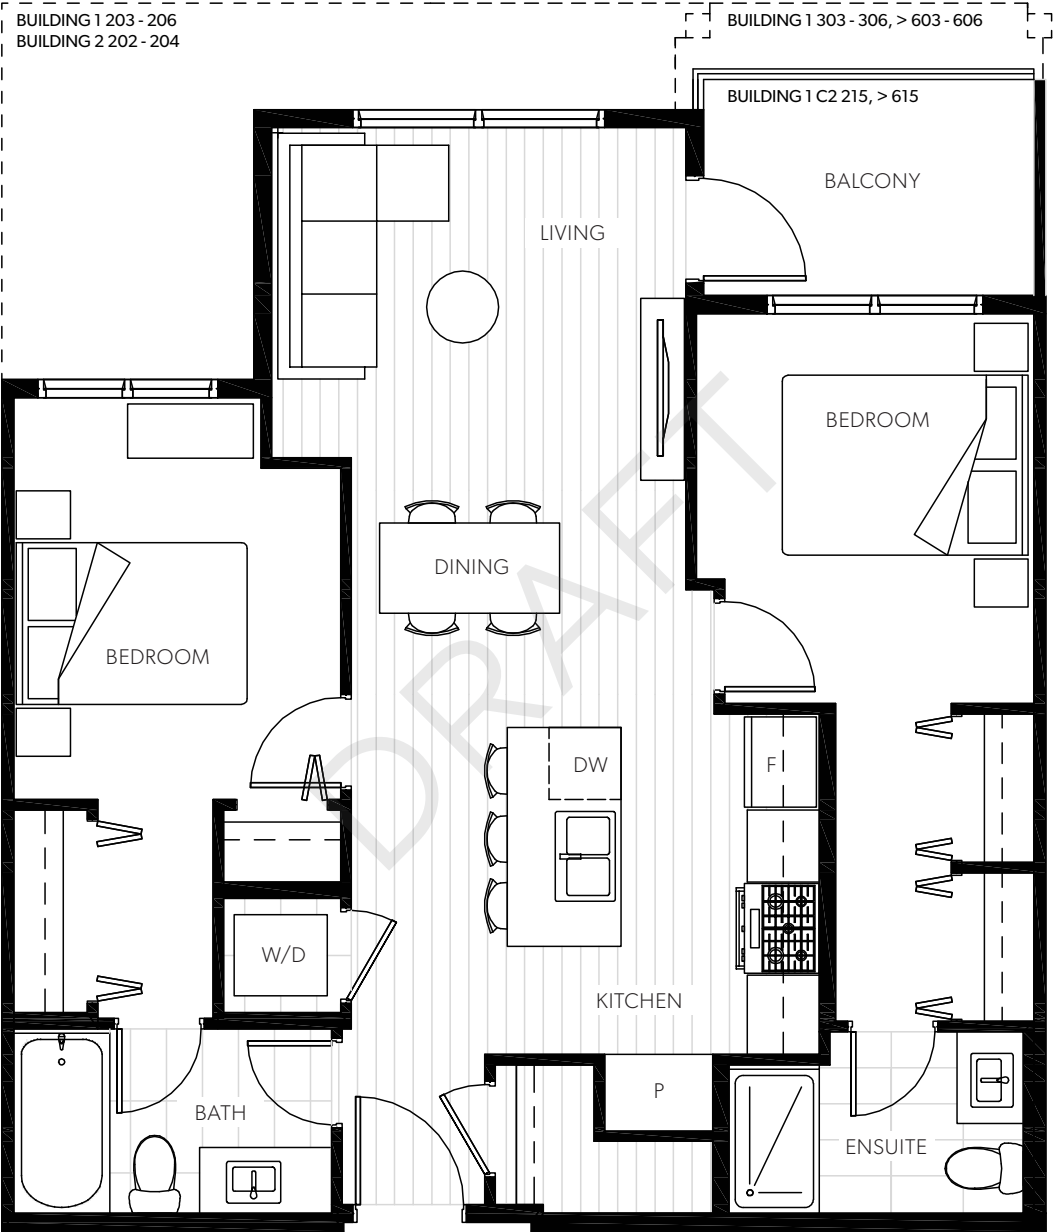 BUILDING 1 203 - 206
BUILDING 2 202 - 204
BUILDING 1 303 - 306, > 603 - 606
BUILDING 1 C2 215, > 615
BALCONY
LIVING
BEDROOM
DINING
BEDROOM
DRAFT
DW
F
W/D
KITCHEN
P
BATH
ENSUITE